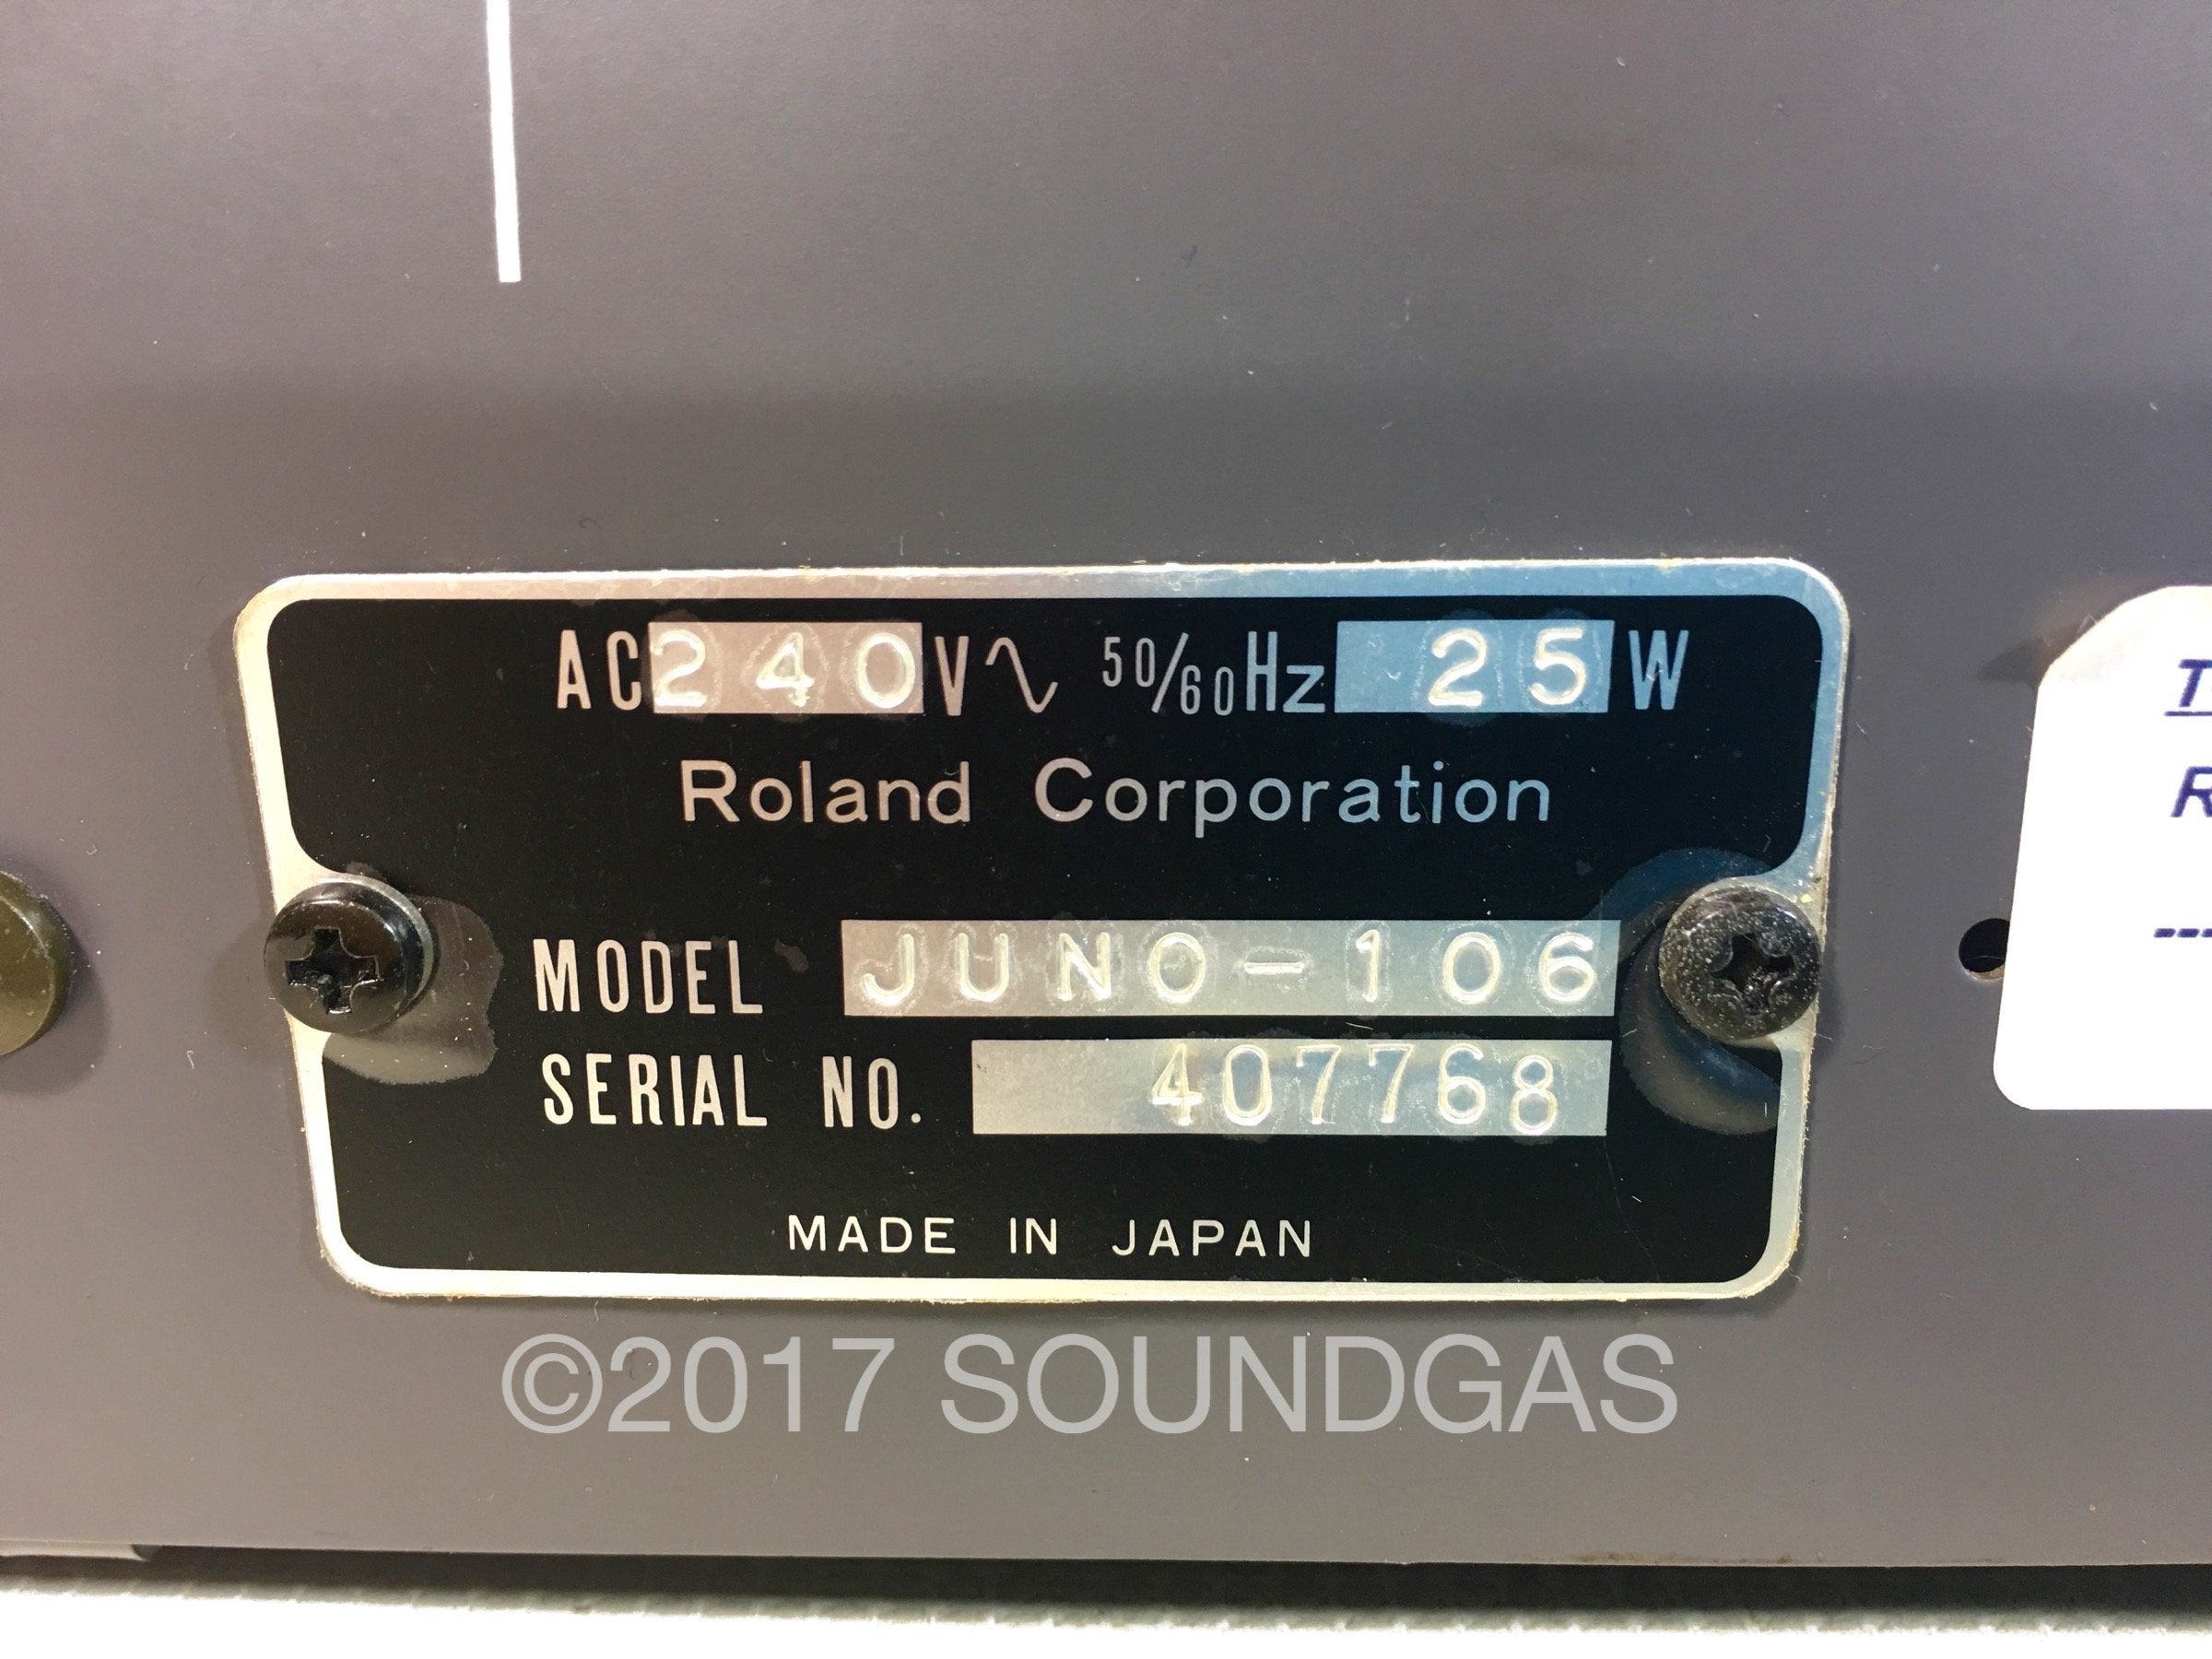 AC240V∿ 50/60Hz 25W
Roland Corporation
MODEL JUNO-106
SERIAL NO. 407768
MADE IN JAPAN
©2017 SOUNDGAS